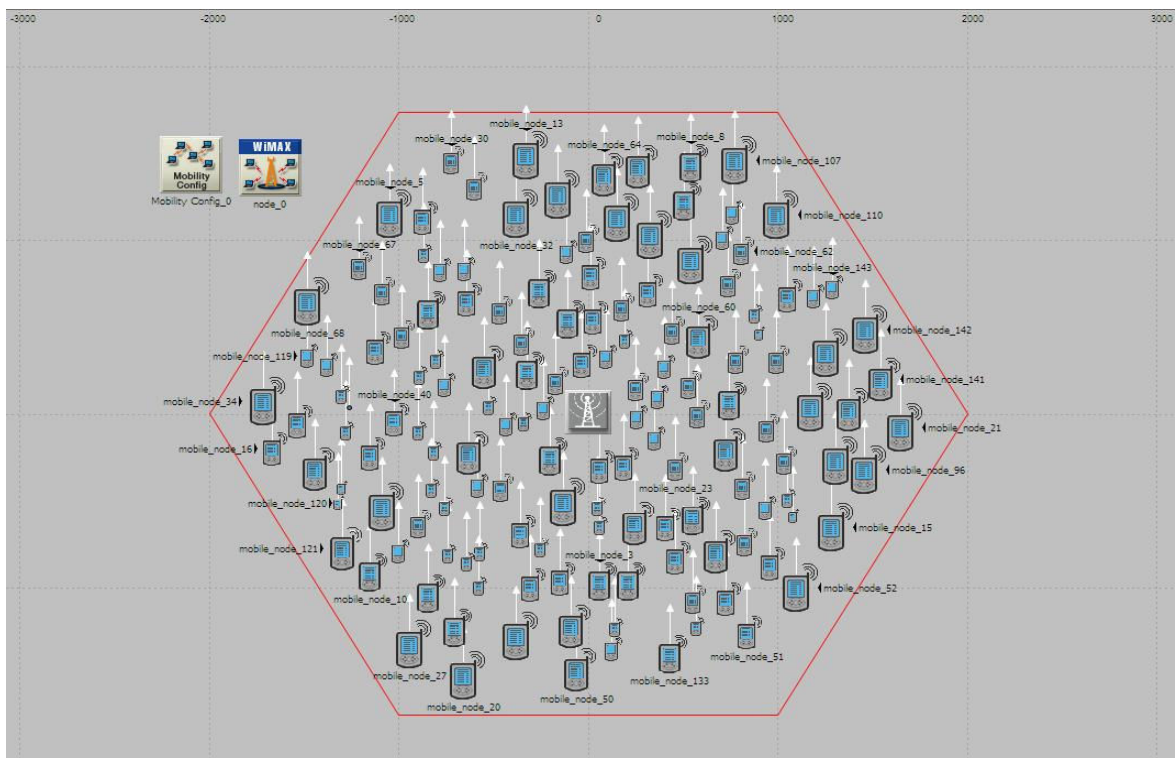 -3000 -2000 -1000 0 1000 2000 3000
mobile_node_13
mobile_node_30
mobile_node_8
mobile_node_64
WiMAX
mobile_node_107
Mobility
Config
mobile_node_5
Mobility Config_0
node_0
mobile_node_110
mobile_node_67
mobile_node_32
mobile_node_62
mobile_node_143
mobile_node_60
mobile_node_68
mobile_node_142
mobile_node_119
mobile_node_141
mobile_node_40
mobile_node_34
mobile_node_21
mobile_node_16
mobile_node_96
mobile_node_23
mobile_node_120
mobile_node_15
mobile_node_121
mobile_node_3
mobile_node_52
mobile_node_10
mobile_node_51
mobile_node_27
mobile_node_133
mobile_node_50
mobile_node_20